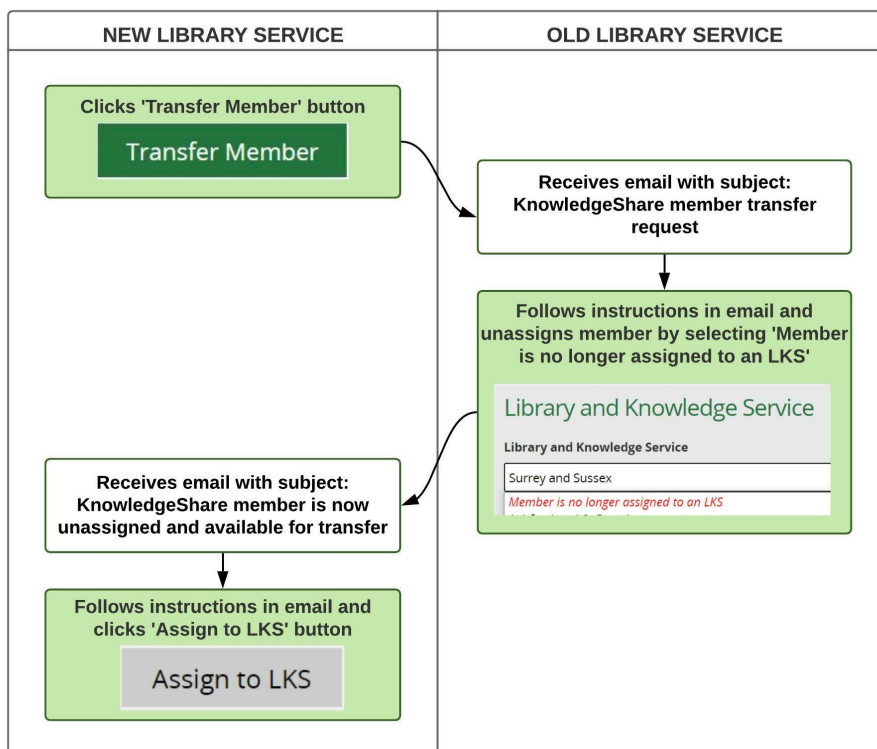 NEW LIBRARY SERVICE
OLD LIBRARY SERVICE
Clicks 'Transfer Member' button
Transfer Member
Receives email with subject:
KnowledgeShare member transfer
request
Follows instructions in email and
unassigns member by selecting 'Member
is no longer assigned to an LKS'
Library and Knowledge Service
Library and Knowledge Service
Surrey and Sussex
Member is no longer assigned to an LKS
Receives email with subject:
KnowledgeShare member is now
unassigned and available for transfer
Follows instructions in email and
clicks 'Assign to LKS' button
Assign to LKS